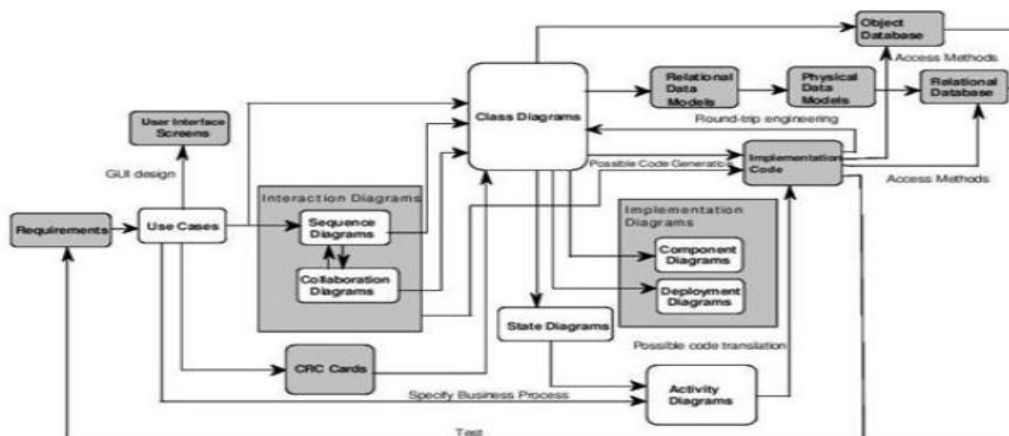 Object
Database
Access Methods
Relational
Data
Models
Physical
Data
Models
Relational
Database
Class Diagrams
User Interface
Screens
Round-trip engineering
GUI design
Possible Code Generation
Implementation
Code
Access Methods
Interaction Diagrams
Implementation
Diagrams
Requirements
Use Cases
Sequence
Diagrams
Component
Diagrams
Collaboration
Diagrams
Deployment
Diagrams
State Diagrams
Possible code translation
CRC Cards
Specify Business Process
Activity
Diagrams
Test